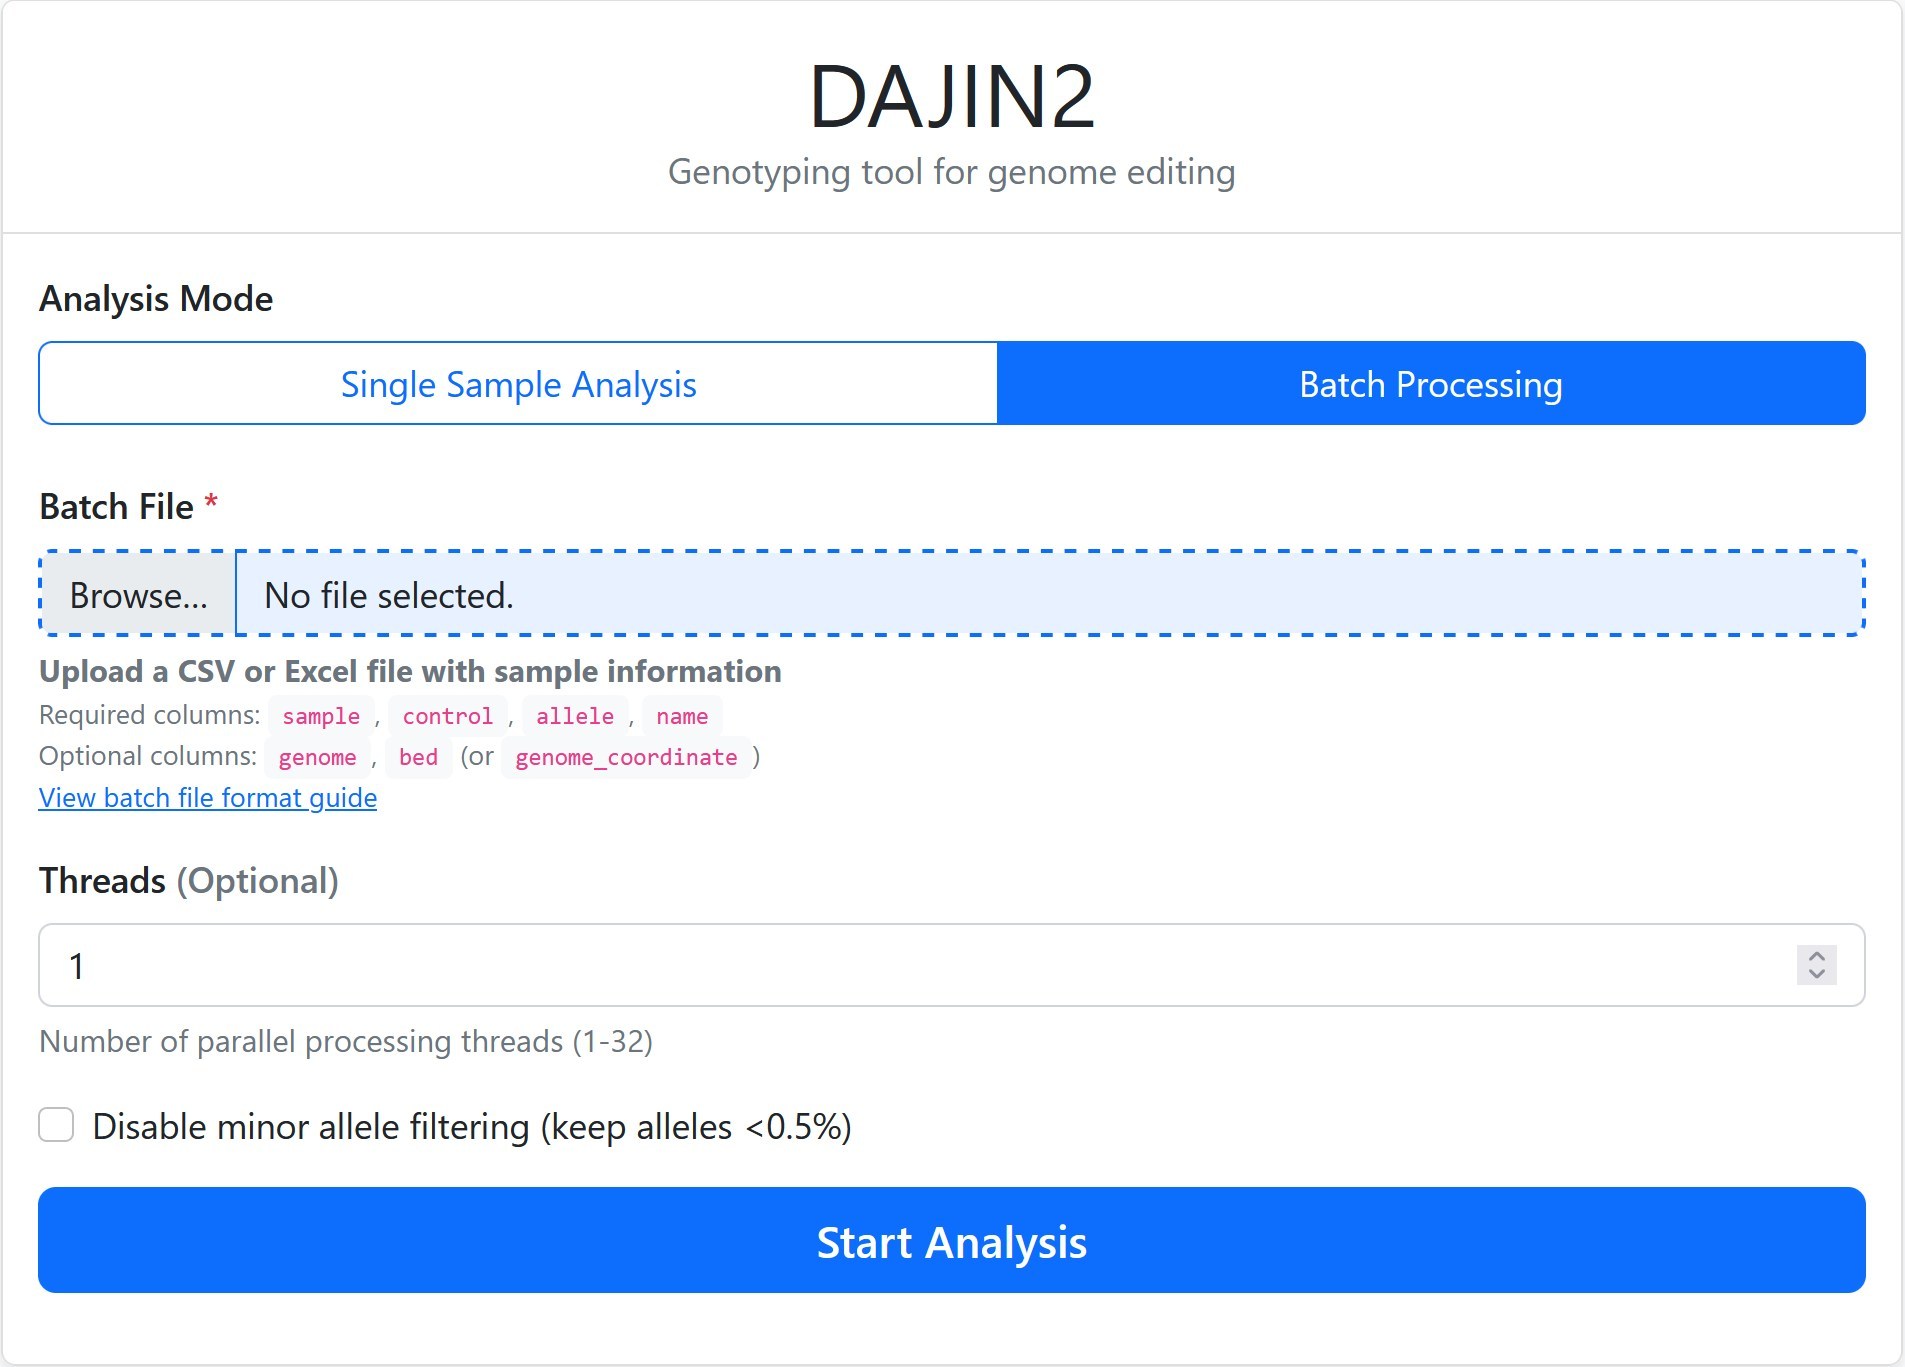 DAJIN2
Genotyping tool for genome editing
Analysis Mode
Single Sample Analysis
Batch Processing
Batch File *
Browse... No file selected.
Upload a CSV or Excel file with sample information
Required columns: sample , control , allele , name
Optional columns: genome , bed (or genome_coordinate )
View batch file format guide
Threads (Optional)
1
Number of parallel processing threads (1-32)
Disable minor allele filtering (keep alleles <0.5%)
Start Analysis